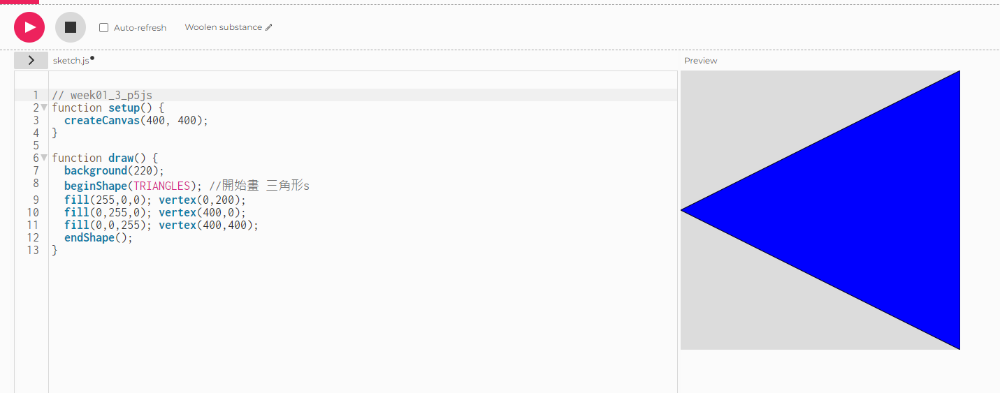 Auto-refresh Woolen substance
sketch.js
Preview
1 // week01_3_p5js
2 function setup() {
3 createCanvas(400, 400);
4 }
5
6 function draw() {
7 background(220);
8 beginShape(TRIANGLES); //開始畫 三角形s
9 fill(255,0,0); vertex(0,200);
10 fill(0,255,0); vertex(400,0);
11 fill(0,0,255); vertex(400,400);
12 endShape();
13 }